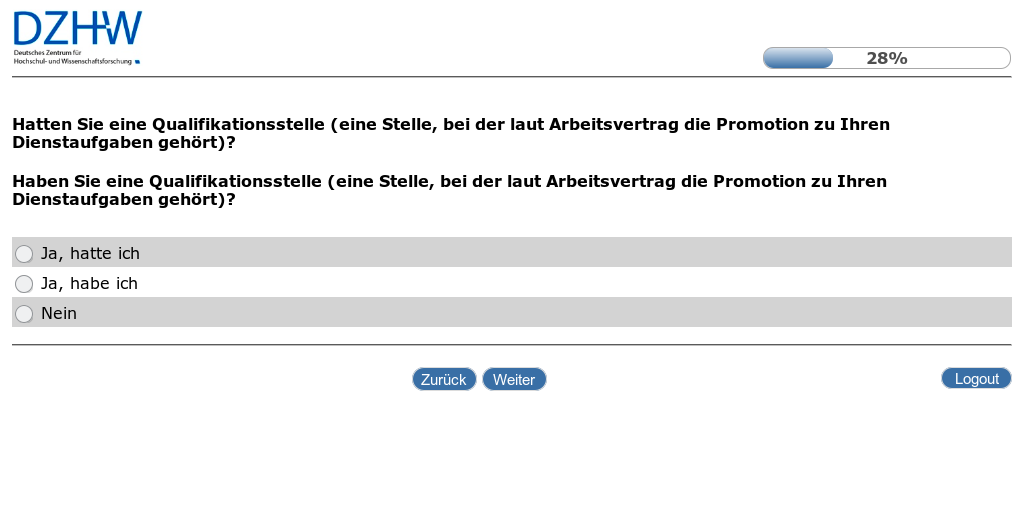 DZHW
Deutsches Zentrum für
Hochschul- und Wissenschaftsforschung
28%
Hatten Sie eine Qualifikationsstelle (eine Stelle, bei der laut Arbeitsvertrag die Promotion zu Ihren
Dienstaufgaben gehört)?
Haben Sie eine Qualifikationsstelle (eine Stelle, bei der laut Arbeitsvertrag die Promotion zu Ihren
Dienstaufgaben gehört)?
Ja, hatte ich
Ja, habe ich
Nein
Zurück Weiter Logout